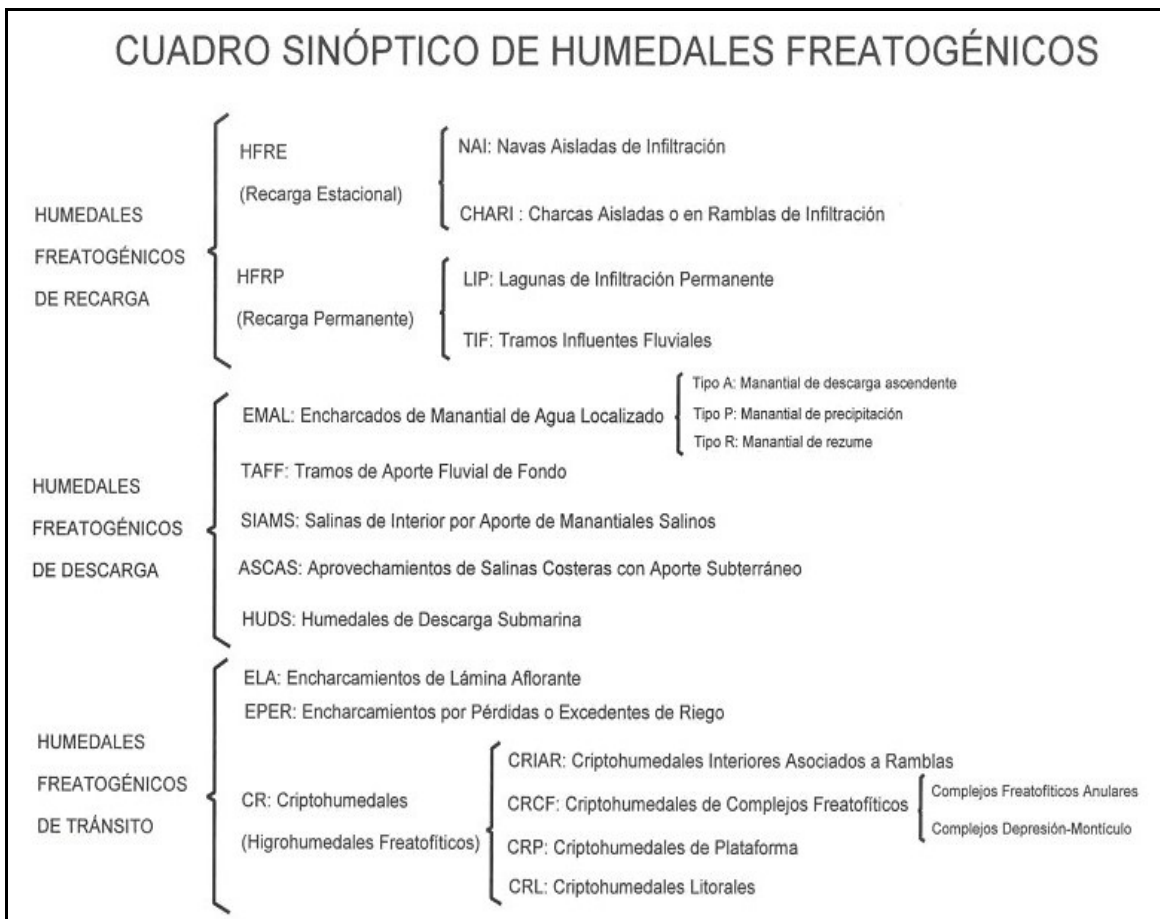 CUADRO SINÓPTICO DE HUMEDALES FREATOGÉNICOS
HUMEDALES
FREATOGÉNICOS
DE RECARGA
HFRE
(Recarga Estacional)
NAI: Navas Aisladas de Infiltración
CHARI : Charcas Aisladas o en Ramblas de Infiltración
HFRP
(Recarga Permanente)
LIP: Lagunas de Infiltración Permanente
TIF: Tramos Influentes Fluviales
HUMEDALES
FREATOGÉNICOS
DE DESCARGA
EMAL: Encharcados de Manantial de Agua Localizado
Tipo A: Manantial de descarga ascendente
Tipo P: Manantial de precipitación
Tipo R: Manantial de rezume
TAFF: Tramos de Aporte Fluvial de Fondo
SIAMS: Salinas de Interior por Aporte de Manantiales Salinos
ASCAS: Aprovechamientos de Salinas Costeras con Aporte Subterráneo
HUDS: Humedales de Descarga Submarina
HUMEDALES
FREATOGÉNICOS
DE TRÁNSITO
ELA: Encharcamientos de Lámina Aflorante
EPER: Encharcamientos por Pérdidas o Excedentes de Riego
CR: Criptohumedales
(Higrohumedales Freatofíticos)
CRIAR: Criptohumedales Interiores Asociados a Ramblas
CRCF: Criptohumedales de Complejos Freatofíticos
Complejos Freatofíticos Anulares
Complejos Depresión-Montículo
CRP: Criptohumedales de Plataforma
CRL: Criptohumedales Litorales